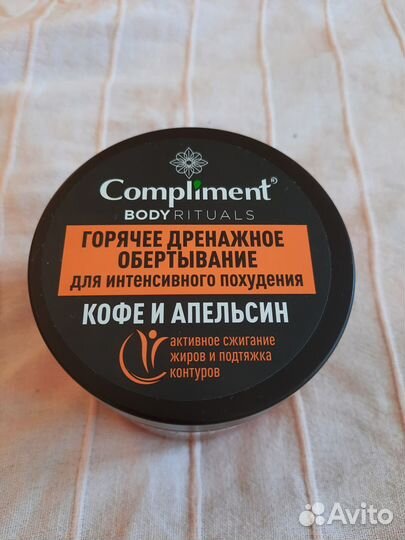 Compliment®
BODY RITUALS
ГОРЯЧЕЕ ДРЕНАЖНОЕ
ОБЕРТЫВАНИЕ
для интенсивного похудения
КОФЕ И АПЕЛЬСИН
активное сжигание
жиров и подтяжка
контуров
Avito